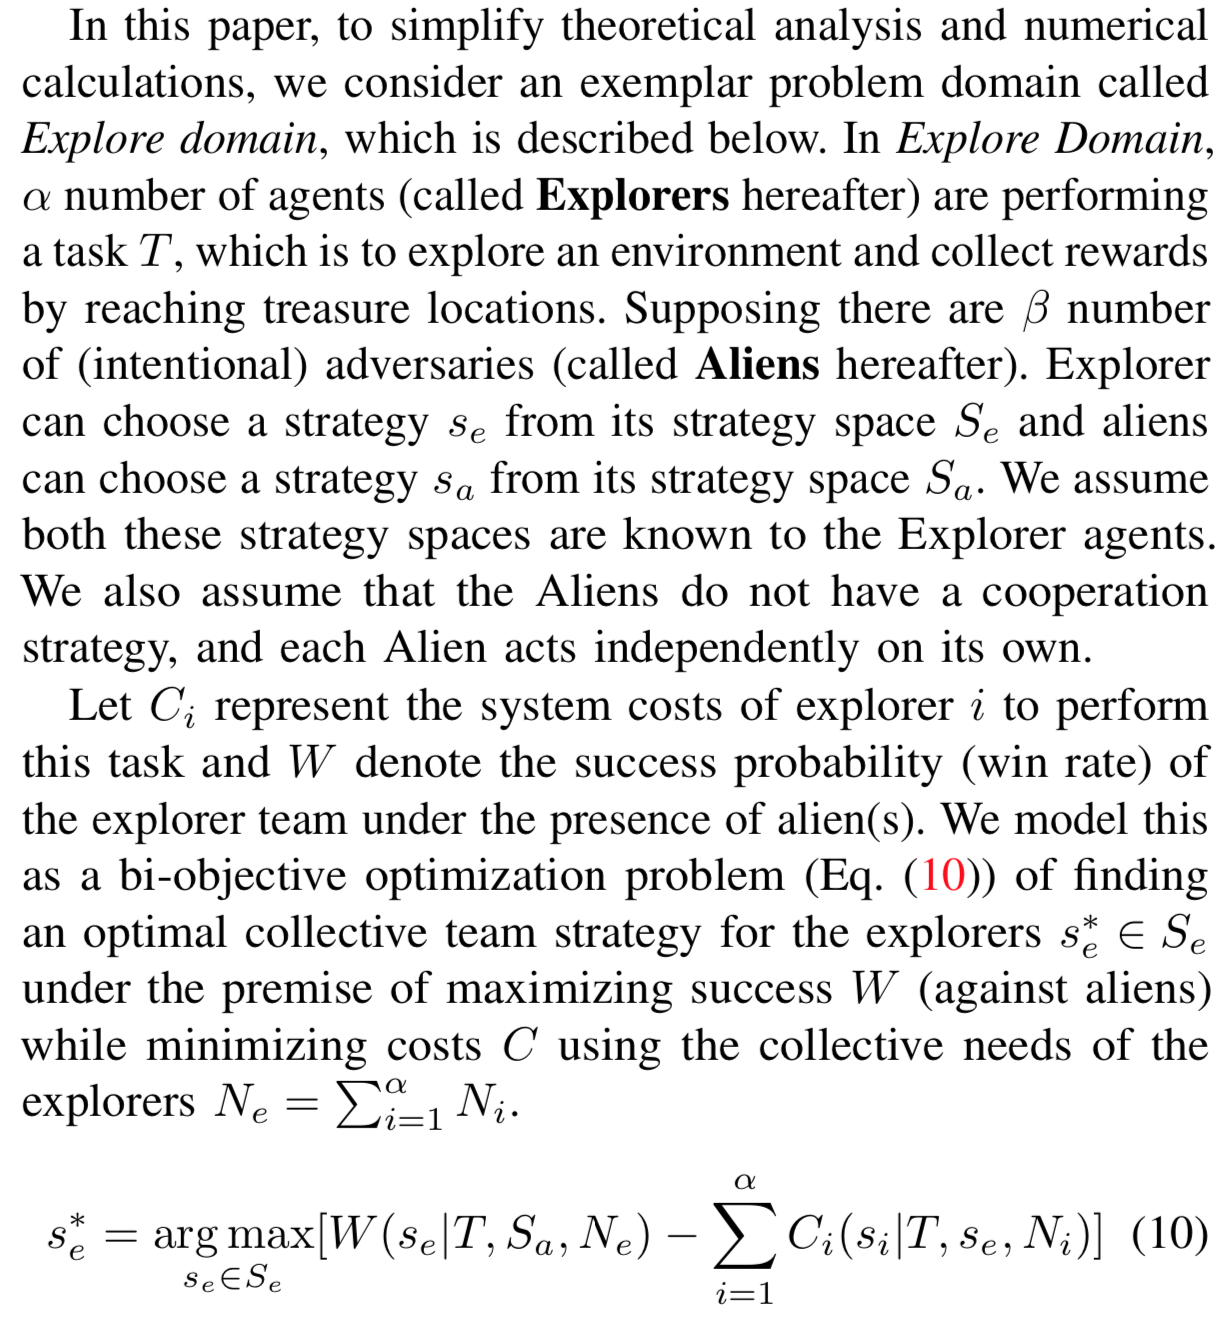 In this paper, to simplify theoretical analysis and numerical
calculations, we consider an exemplar problem domain called
Explore domain, which is described below. In Explore Domain,
α number of agents (called Explorers hereafter) are performing
a task T, which is to explore an environment and collect rewards
by reaching treasure locations. Supposing there are β number
of (intentional) adversaries (called Aliens hereafter). Explorer
can choose a strategy s_e from its strategy space S_e and aliens
can choose a strategy s_a from its strategy space S_a. We assume
both these strategy spaces are known to the Explorer agents.
We also assume that the Aliens do not have a cooperation
strategy, and each Alien acts independently on its own.
Let C_i represent the system costs of explorer i to perform
this task and W denote the success probability (win rate) of
the explorer team under the presence of alien(s). We model this
as a bi-objective optimization problem (Eq. (10)) of finding
an optimal collective team strategy for the explorers s_e^* ∈ S_e
under the premise of maximizing success W (against aliens)
while minimizing costs C using the collective needs of the
explorers N_e = ∑_{i=1}^{α} N_i.
s_e^* = arg max_{s_e∈S_e} [W(s_e|T, S_a, N_e) − ∑_{i=1}^{α} C_i(s_i|T, s_e, N_i)] (10)